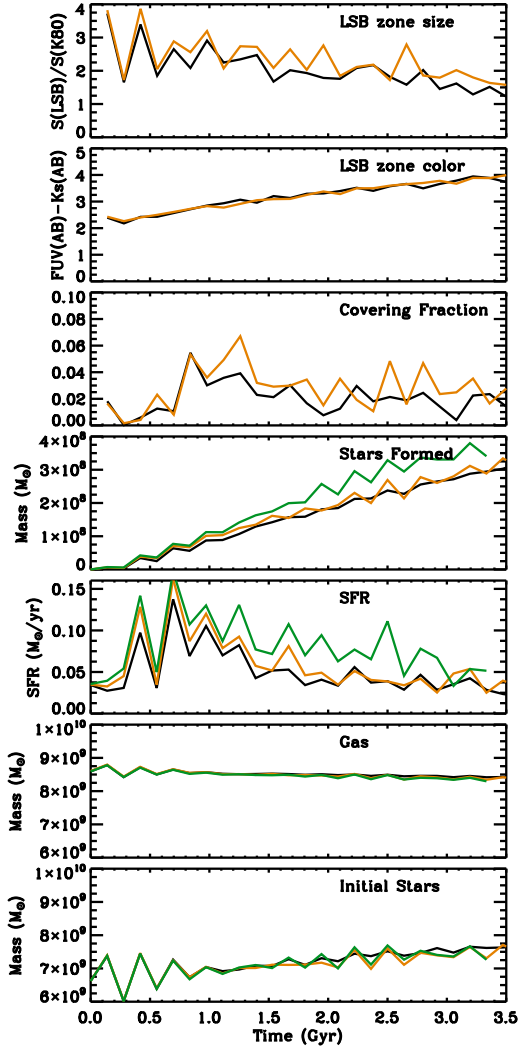 LSB zone size
S(LSB)/S(K80)
4
3
2
1
0
LSB zone color
FUV(AB)−Ks(AB)
5
4
3
2
1
0
Covering Fraction
0.10
0.08
0.06
0.04
0.02
0.00
Stars Formed
Mass (M⊙)
4×10⁸
3×10⁸
2×10⁸
1×10⁸
0
SFR
SFR (M⊙/yr)
0.15
0.10
0.05
0.00
Gas
Mass (M⊙)
1×10¹⁰
9×10⁹
8×10⁹
7×10⁹
6×10⁹
Initial Stars
Mass (M⊙)
1×10¹⁰
9×10⁹
8×10⁹
7×10⁹
6×10⁹
0.0 0.5 1.0 1.5 2.0 2.5 3.0 3.5
Time (Gyr)